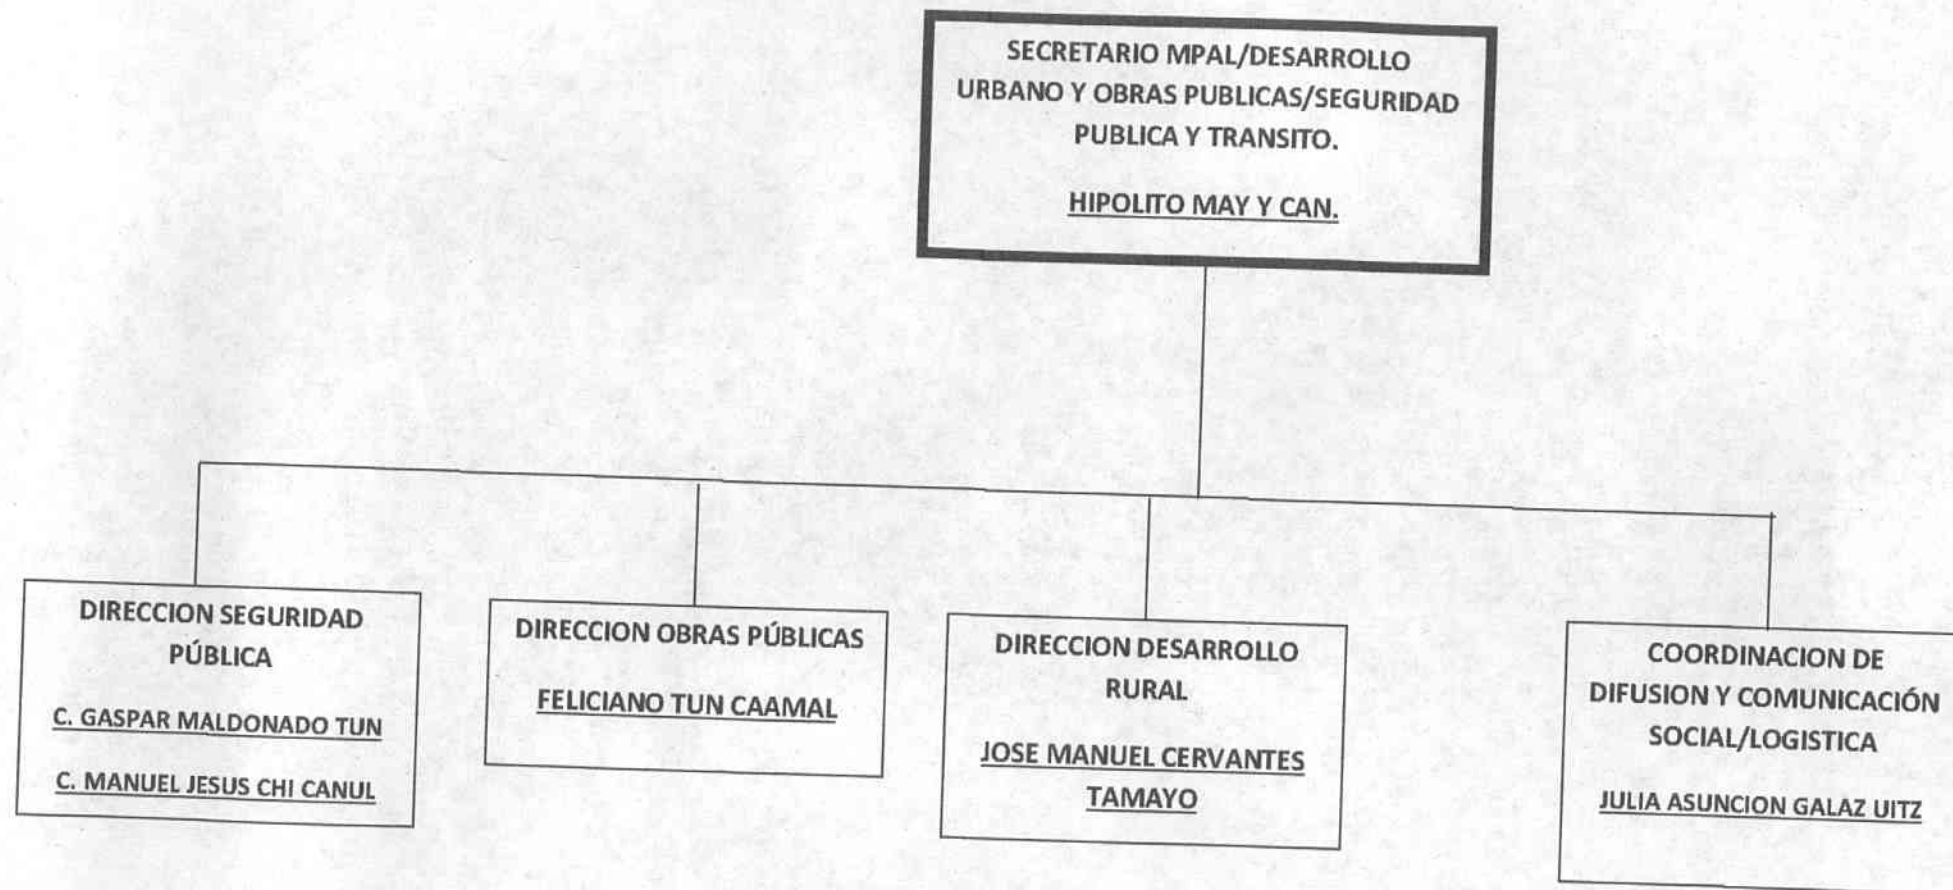 SECRETARIO MPAL/DESARROLLO
URBANO Y OBRAS PUBLICAS/SEGURIDAD
PUBLICA Y TRANSITO.
HIPOLITO MAY Y CAN.
DIRECCION SEGURIDAD
PÚBLICA
C. GASPAR MALDONADO TUN
C. MANUEL JESUS CHI CANUL
DIRECCION OBRAS PÚBLICAS
FELICIANO TUN CAAMAL
DIRECCION DESARROLLO
RURAL
JOSE MANUEL CERVANTES
TAMAYO
COORDINACION DE
DIFUSION Y COMUNICACIÓN
SOCIAL/LOGISTICA
JULIA ASUNCION GALAZ UITZ